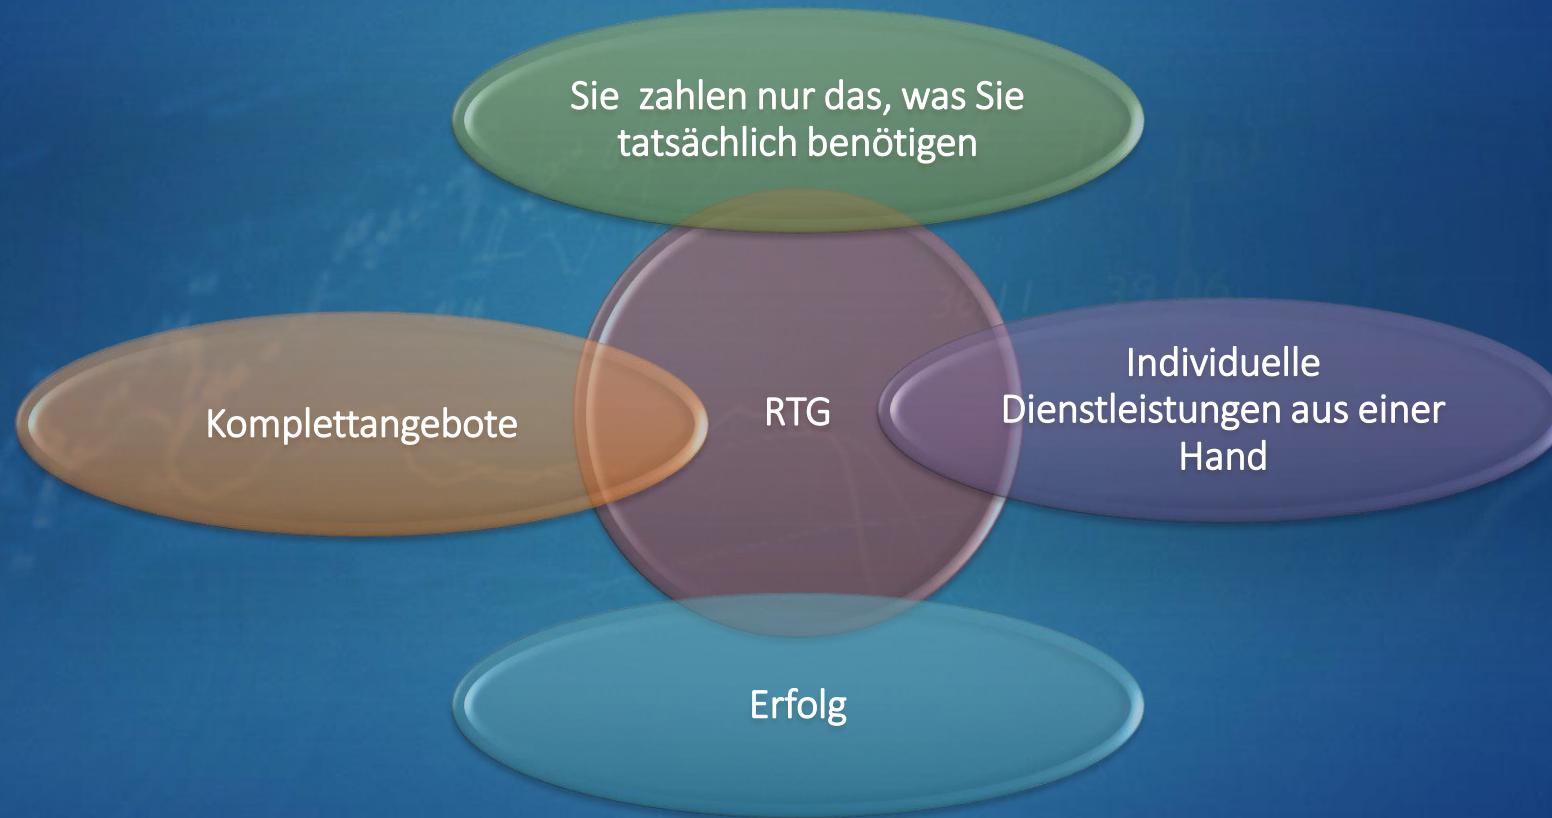 Sie zahlen nur das, was Sie
tatsächlich benötigen
Komplettangebote
RTG
Individuelle
Dienstleistungen aus einer
Hand
Erfolg